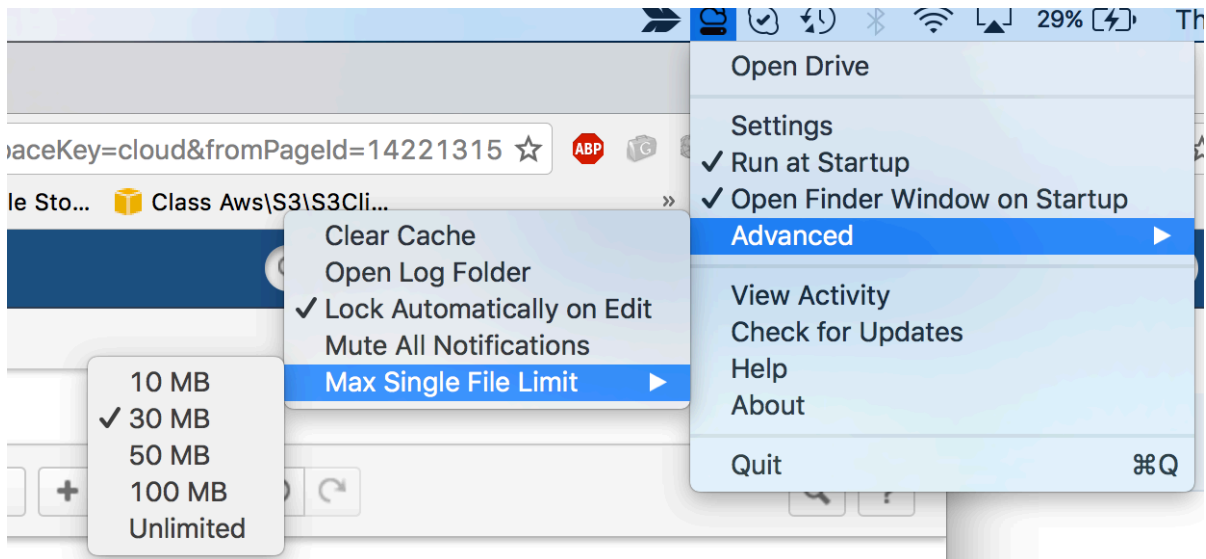 29% Th
Open Drive
Settings
✓ Run at Startup
✓ Open Finder Window on Startup
Advanced ▶
View Activity
Check for Updates
Help
About
Quit ⌘Q
paceKey=cloud&fromPageId=14221315 ☆ ABP
le Sto... Class Aws\S3\S3Cli... »
Clear Cache
Open Log Folder
✓ Lock Automatically on Edit
Mute All Notifications
Max Single File Limit ▶
10 MB
✓ 30 MB
50 MB
100 MB
Unlimited